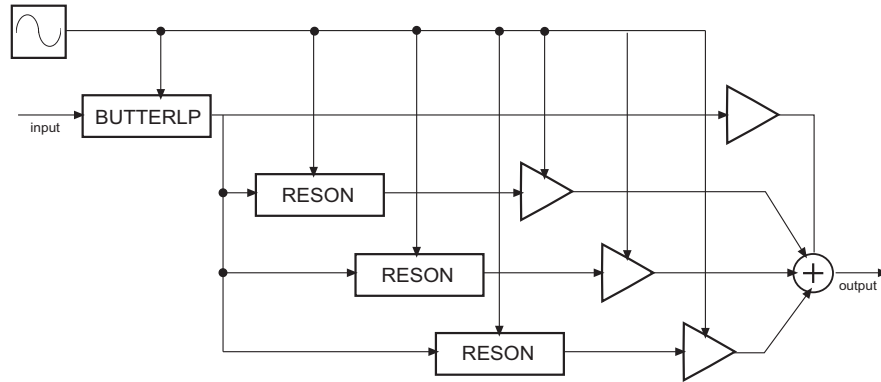 BUTTERLP
input
RESON
RESON
+
output
RESON